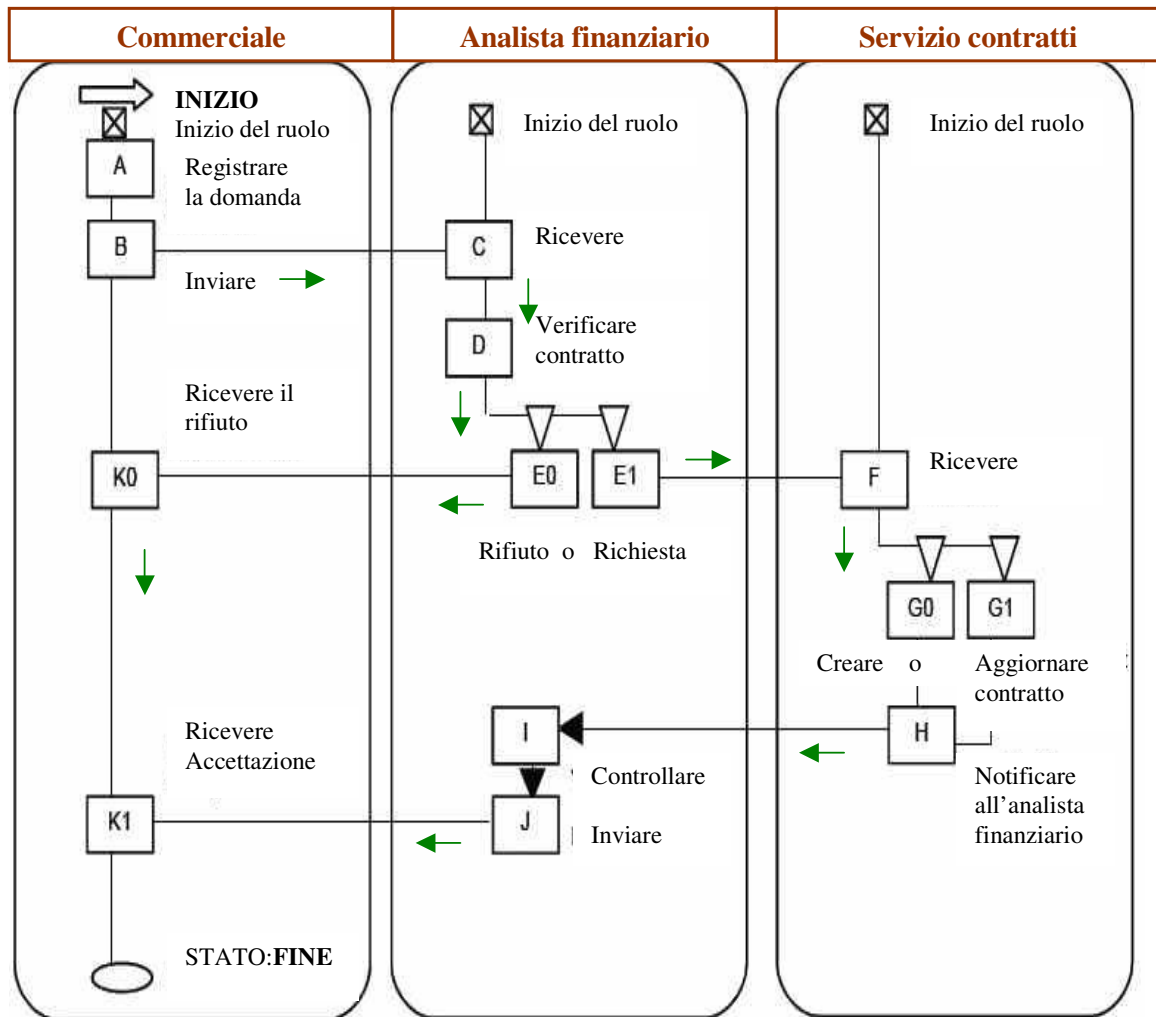 Commerciale
Analista finanziario
Servizio contratti
INIZIO
Inizio del ruolo
Inizio del ruolo
Inizio del ruolo
A
Registrare
la domanda
B
C
Ricevere
Inviare
D
Verificare
contratto
Ricevere il
rifiuto
K0
E0
E1
F
Ricevere
Rifiuto o Richiesta
G0
G1
Creare o
Aggiornare
contratto
Ricevere
Accettazione
I
H
Controllare
Notificare
all’analista
finanziario
K1
J
Inviare
STATO:FINE